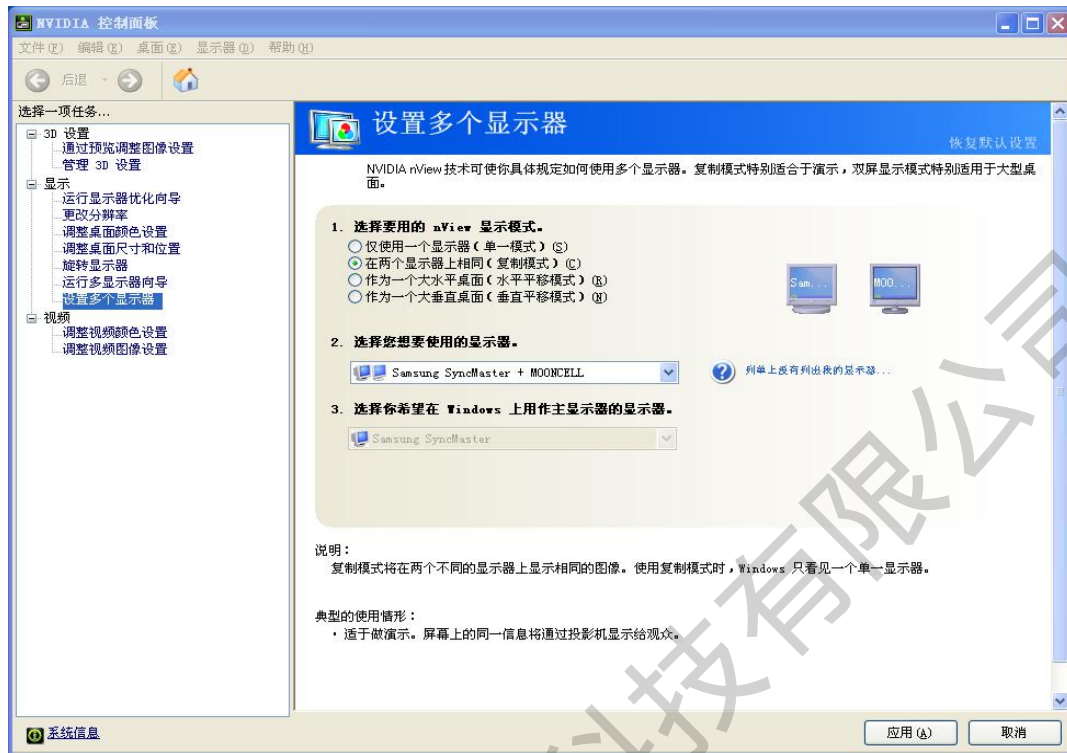 NVIDIA 控制面板
文件(F) 编辑(E) 桌面(E) 显示器(D) 帮助(H)
后退
选择一项任务...
3D 设置
通过预览调整图像设置
管理 3D 设置
显示
运行显示器优化向导
更改分辨率
调整桌面颜色设置
调整桌面尺寸和位置
旋转显示器
运行多显示器向导
设置多个显示器
视频
调整视频颜色设置
调整视频图像设置
设置多个显示器
恢复默认设置
NVIDIA nView 技术可使你具体规定如何使用多个显示器。复制模式特别适合于演示，双屏显示模式特别适用于大型桌
面。
1. 选择要用的 nView 显示模式。
仅使用一个显示器(单一模式)(S)
在两个显示器上相同(复制模式)(C)
作为一个大水平桌面(水平平移模式)(R)
作为一个大垂直桌面(垂直平移模式)(N)
Sam... MOO...
2. 选择您想要使用的显示器。
Samsung SyncMaster + MOONCELL
列单上没有列出我的显示器...
3. 选择你希望在 Windows 上用作主显示器的显示器。
Samsung SyncMaster
说明：
复制模式将在两个不同的显示器上显示相同的图像。使用复制模式时，Windows 只看见一个单一显示器。
典型的使用情形：
· 适于做演示。屏幕上的同一信息将通过投影机显示给观众。
系统信息
应用(A) 取消
科技有限公